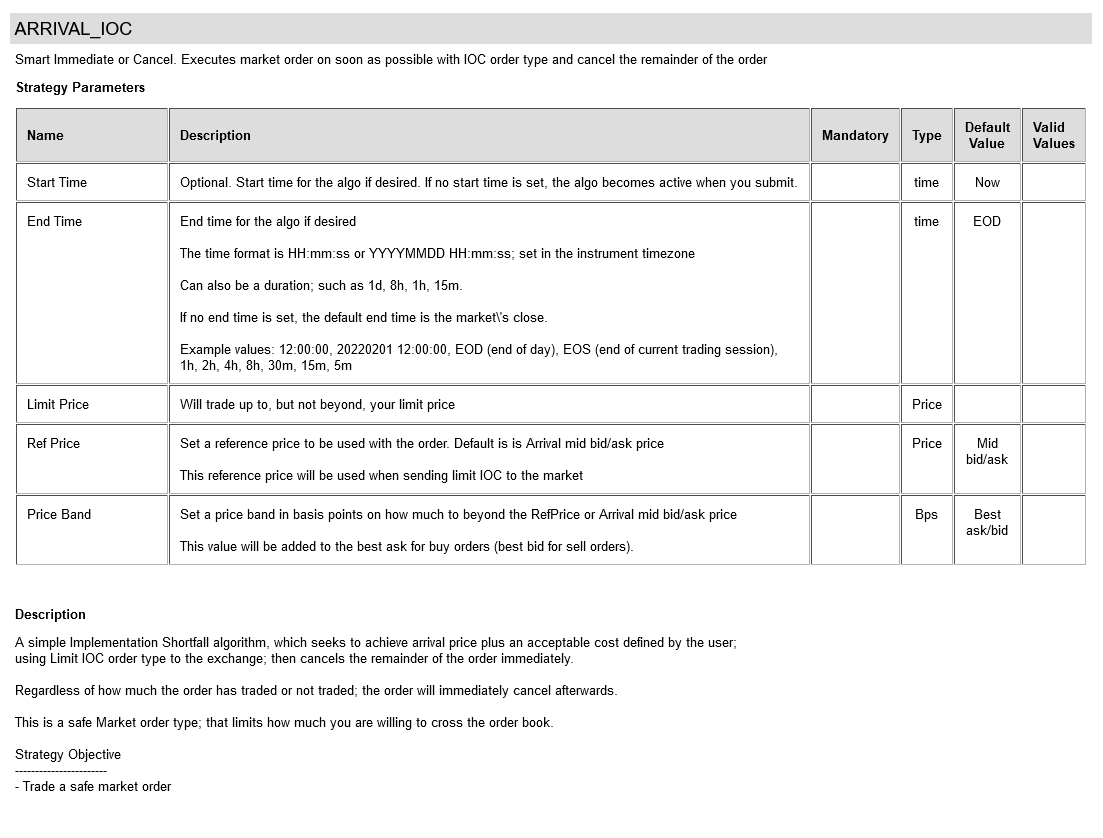 ARRIVAL_IOC
Smart Immediate or Cancel. Executes market order on soon as possible with IOC order type and cancel the remainder of the order
Strategy Parameters
Name Description Mandatory Type Default Value Valid Values
Start Time Optional. Start time for the algo if desired. If no start time is set, the algo becomes active when you submit. time Now
End Time End time for the algo if desired time EOD
The time format is HH:mm:ss or YYYYMMDD HH:mm:ss; set in the instrument timezone
Can also be a duration; such as 1d, 8h, 1h, 15m.
If no end time is set, the default end time is the market\'s close.
Example values: 12:00:00, 20220201 12:00:00, EOD (end of day), EOS (end of current trading session),
1h, 2h, 4h, 8h, 30m, 15m, 5m
Limit Price Will trade up to, but not beyond, your limit price Price
Ref Price Set a reference price to be used with the order. Default is is Arrival mid bid/ask price Price Mid bid/ask
This reference price will be used when sending limit IOC to the market
Price Band Set a price band in basis points on how much to beyond the RefPrice or Arrival mid bid/ask price Bps Best ask/bid
This value will be added to the best ask for buy orders (best bid for sell orders).
Description
A simple Implementation Shortfall algorithm, which seeks to achieve arrival price plus an acceptable cost defined by the user;
using Limit IOC order type to the exchange; then cancels the remainder of the order immediately.
Regardless of how much the order has traded or not traded; the order will immediately cancel afterwards.
This is a safe Market order type; that limits how much you are willing to cross the order book.
Strategy Objective
-----------------------
- Trade a safe market order